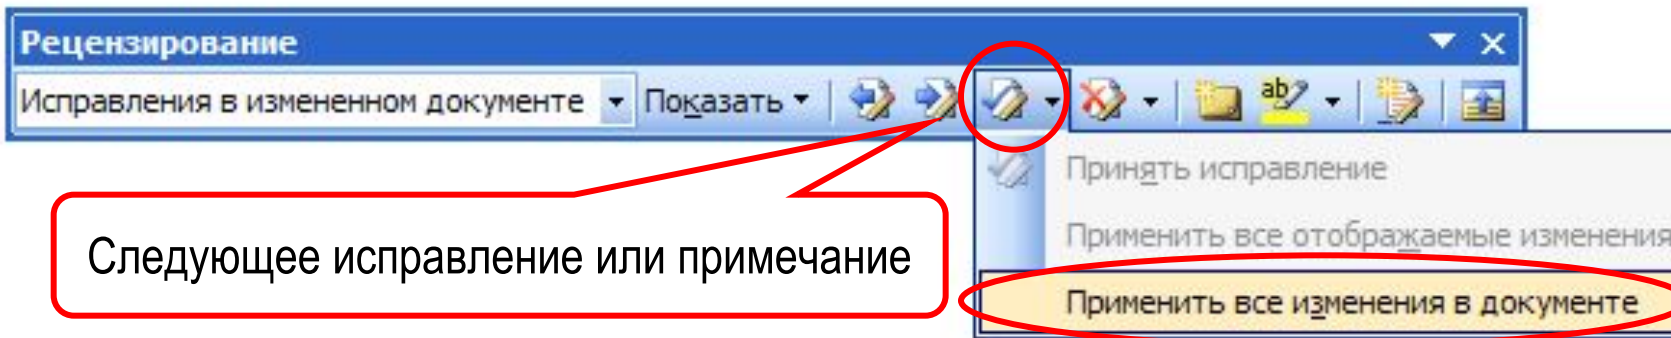 Рецензирование
Исправления в измененном документе Показать
Принять исправление
Применить все отображаемые изменения
Следующее исправление или примечание
Применить все изменения в документе